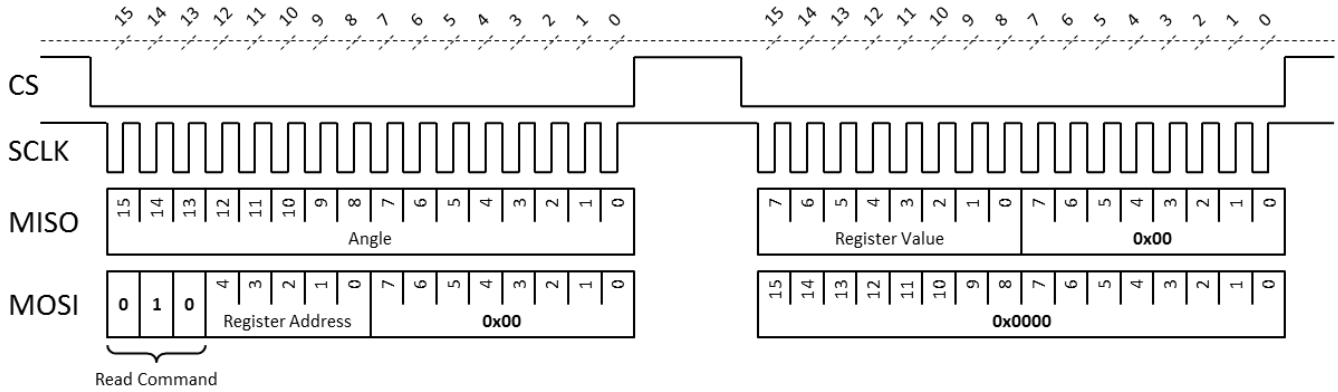 15 14 13 12 11 10 9 8 7 6 5 4 3 2 1 0 15 14 13 12 11 10 9 8 7 6 5 4 3 2 1 0
CS
SCLK
MISO 15 14 13 12 11 10 9 8 7 6 5 4 3 2 1 0 7 6 5 4 3 2 1 0 7 6 5 4 3 2 1 0
Angle Register Value 0x00
MOSI 0 1 0 4 3 2 1 0 7 6 5 4 3 2 1 0 15 14 13 12 11 10 9 8 7 6 5 4 3 2 1 0
Register Address 0x00 0x0000
Read Command